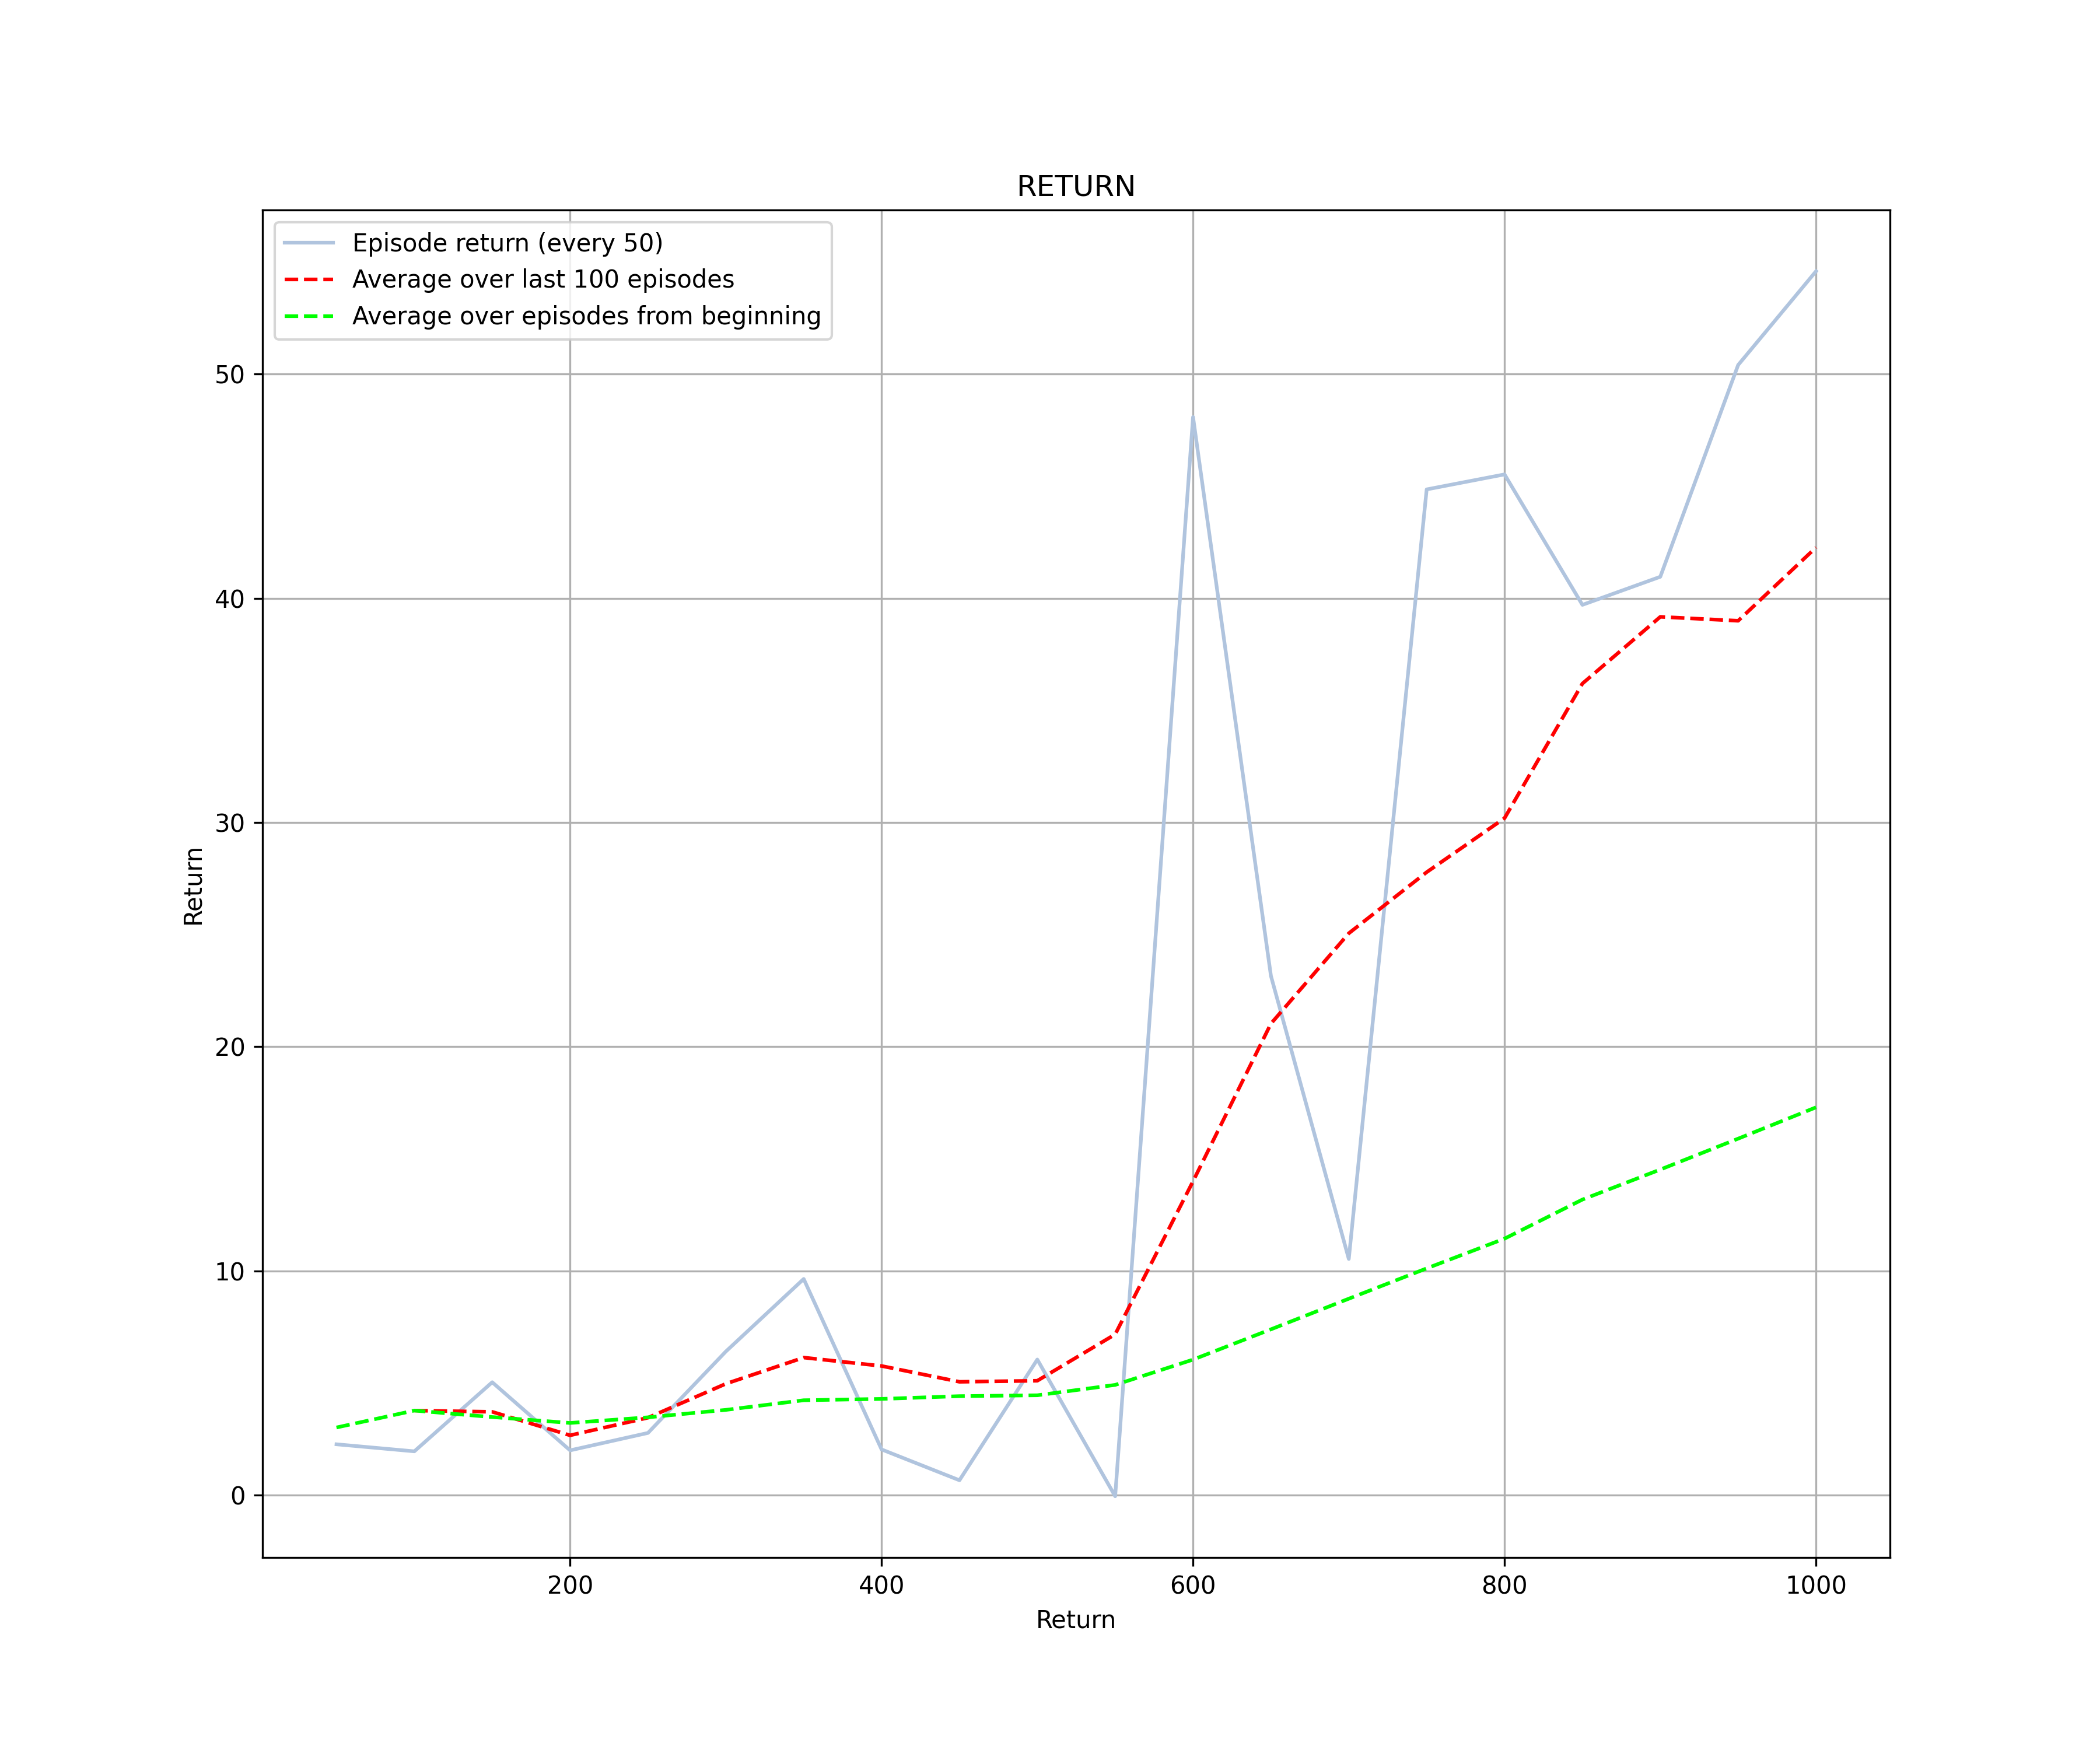 RETURN
Episode return (every 50)
Average over last 100 episodes
Average over episodes from beginning
50
40
30
20
10
0
Return
200 400 600 800 1000
Return